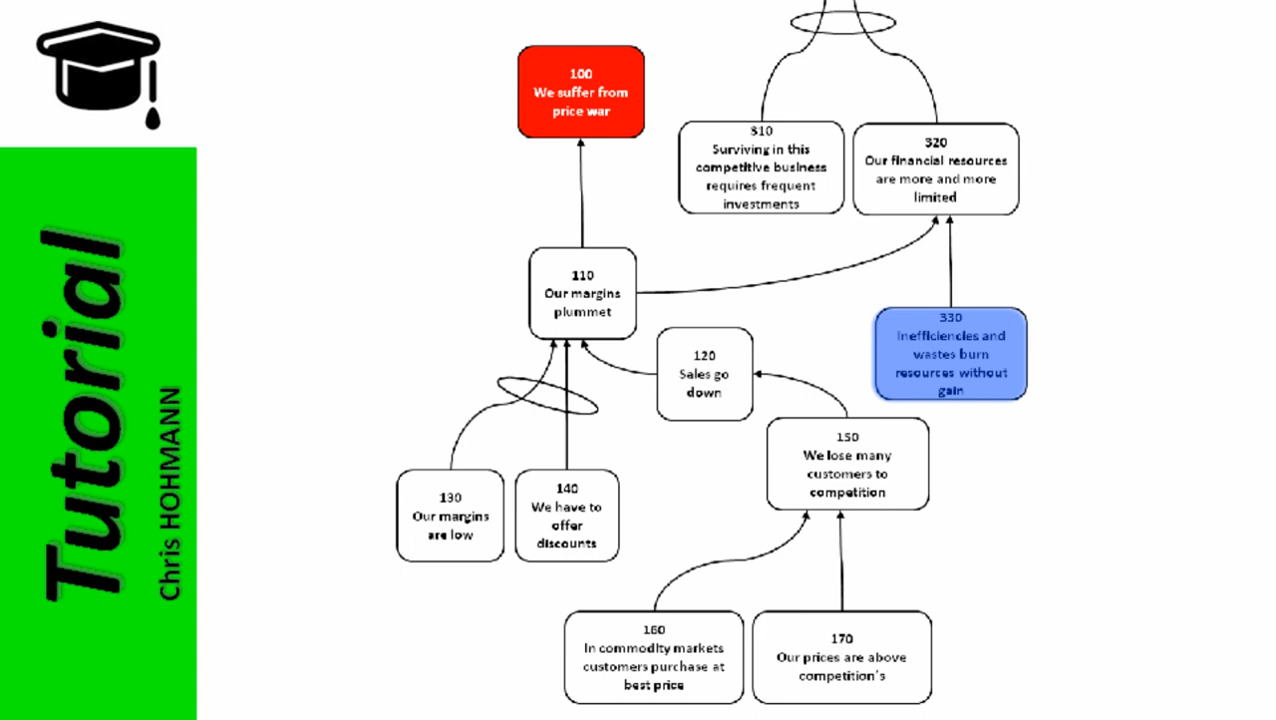 Tutorial
Chris HOHMANN
100
We suffer from
price war
310
Surviving in this
competitive business
requires frequent
investments
320
Our financial resources
are more and more
limited
110
Our margins
plummet
330
Inefficiencies and
wastes burn
resources without
gain
120
Sales go
down
150
We lose many
customers to
competition
130
Our margins
are low
140
We have to
offer
discounts
160
In commodity markets
customers purchase at
best price
170
Our prices are above
competition's